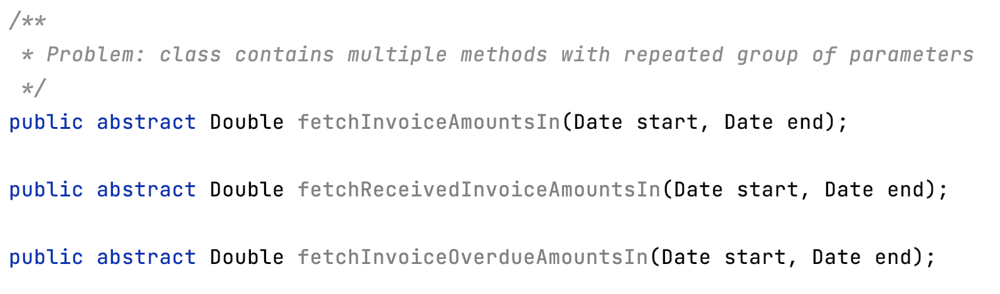 /**
 * Problem: class contains multiple methods with repeated group of parameters
 */
public abstract Double fetchInvoiceAmountsIn(Date start, Date end);
public abstract Double fetchReceivedInvoiceAmountsIn(Date start, Date end);
public abstract Double fetchInvoiceOverdueAmountsIn(Date start, Date end);